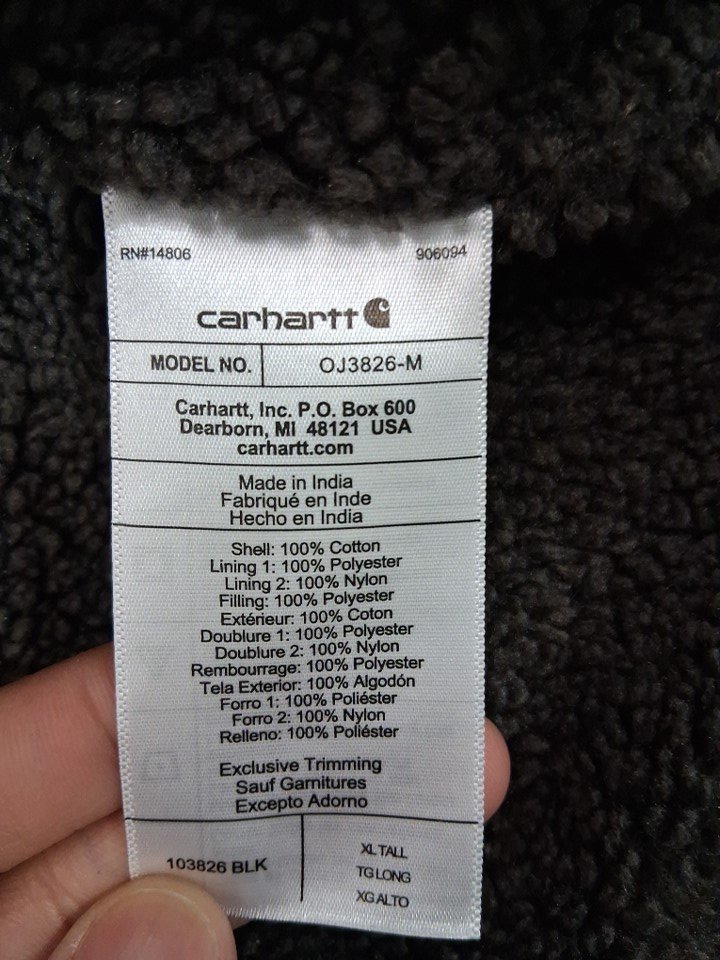 RN#14806 906094
carhartt
MODEL NO. OJ3826-M
Carhartt, Inc. P.O. Box 600
Dearborn, MI 48121 USA
carhartt.com
Made in India
Fabriqué en Inde
Hecho en India
Shell: 100% Cotton
Lining 1: 100% Polyester
Lining 2: 100% Nylon
Filling: 100% Polyester
Extérieur: 100% Coton
Doublure 1: 100% Polyester
Doublure 2: 100% Nylon
Rembourrage: 100% Polyester
Tela Exterior: 100% Algodón
Forro 1: 100% Poliéster
Forro 2: 100% Nylon
Relleno: 100% Poliéster
Exclusive Trimming
Sauf Garnitures
Excepto Adorno
103826 BLK
XL TALL
TG LONG
XG ALTO